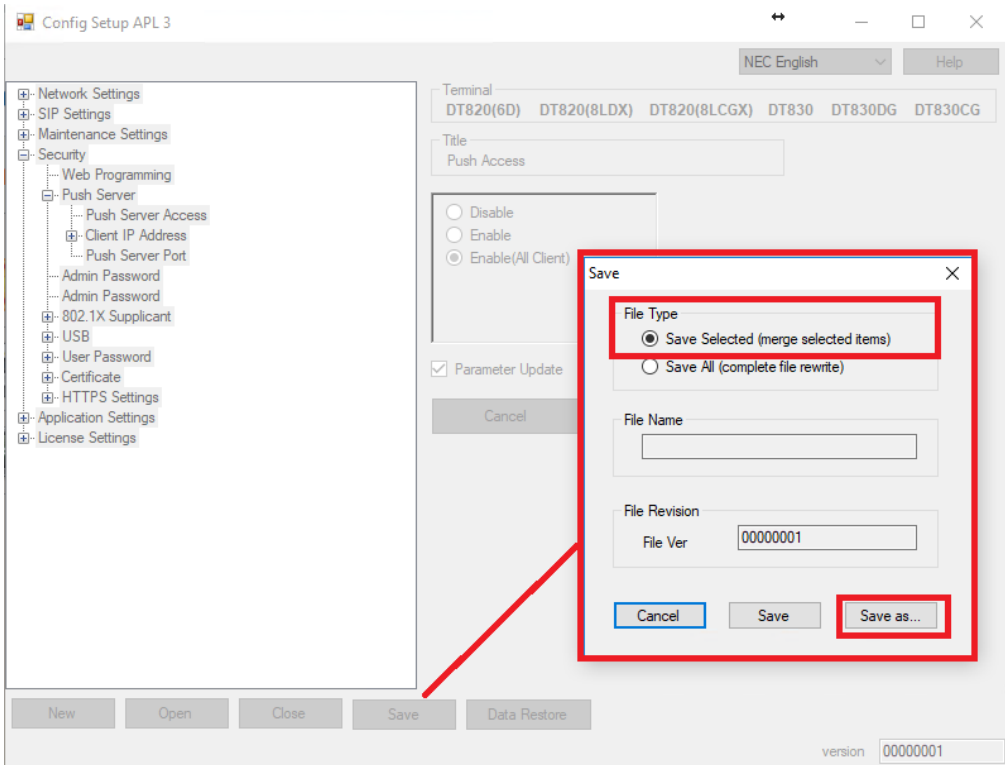 Config Setup APL 3
NEC English
Help
Network Settings
SIP Settings
Maintenance Settings
Security
Web Programming
Push Server
Push Server Access
Client IP Address
Push Server Port
Admin Password
Admin Password
802.1X Supplicant
USB
User Password
Certificate
HTTPS Settings
Application Settings
License Settings
Terminal
DT820(6D) DT820(8LDX) DT820(8LCGX) DT830 DT830DG DT830CG
Title
Push Access
Disable
Enable
Enable(All Client)
Parameter Update
Cancel
Save
File Type
Save Selected (merge selected items)
Save All (complete file rewrite)
File Name
File Revision
File Ver 00000001
Cancel Save Save as...
New Open Close Save Data Restore
version 00000001